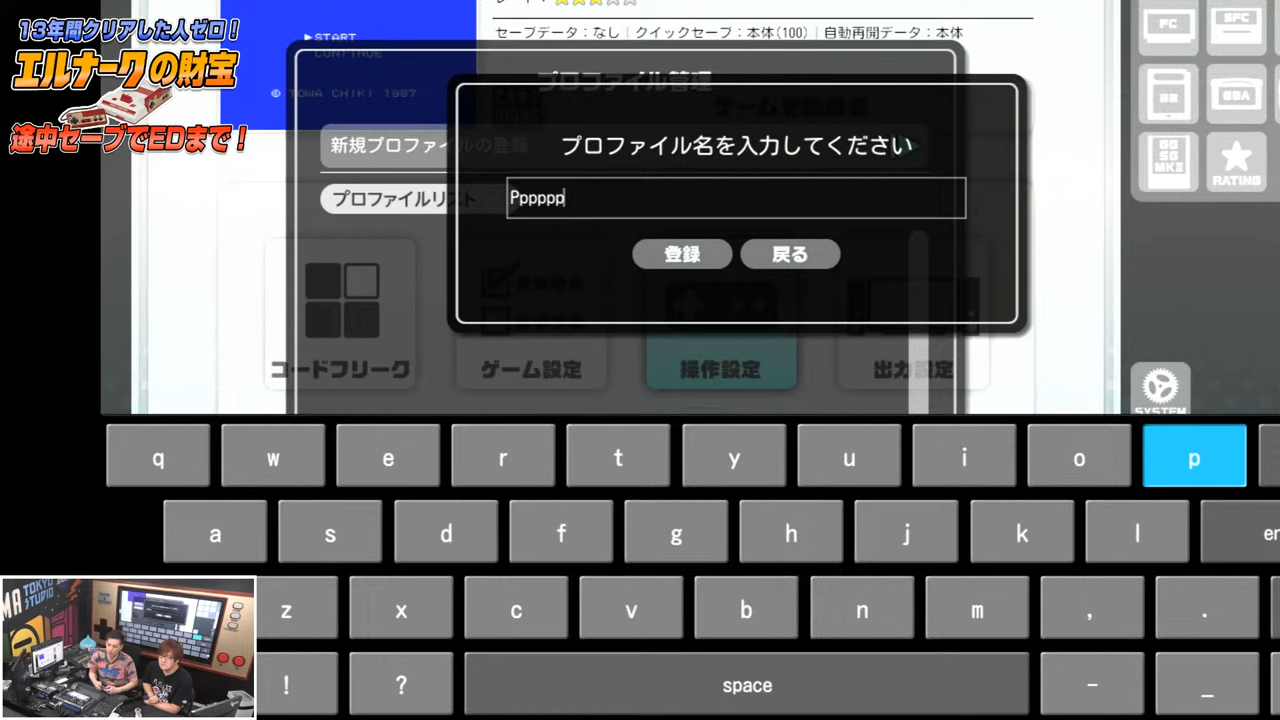 13年間クリアした人ゼロ！
エルナークの財宝
途中セーブでEDまで！
セーブデータ：なし｜クイックセーブ：本体(100)｜自動再開データ：本体
▶START
CONTINUE
© TOWA CHIKI 1987
プロファイル管理
新規プロファイルの登録
プロファイル名を入力してください
プロファイルリスト
Pppppp
登録 戻る
コードフリーク ゲーム設定 操作設定 出力設定
FC SFC
GB GBA
GG
SG
MKIII
RATING
SYSTEM
q w e r t y u i o p
a s d f g h j k l en
z x c v b n m , .
! ? space - _
TOKYO
STUDIO